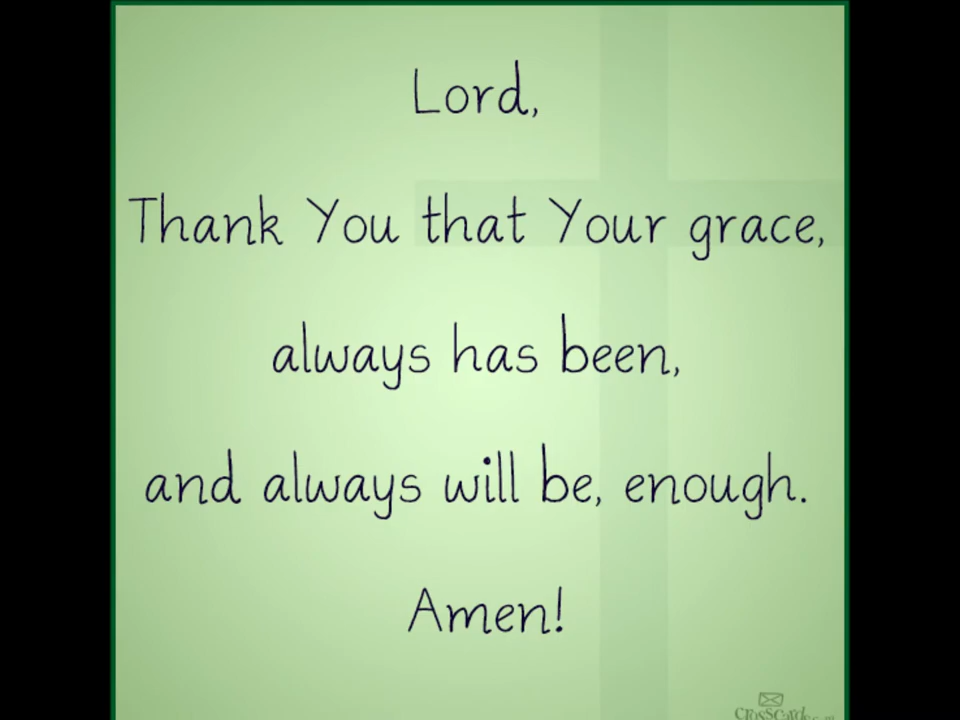 Lord,
Thank You that Your grace,
always has been,
and always will be, enough.
Amen!